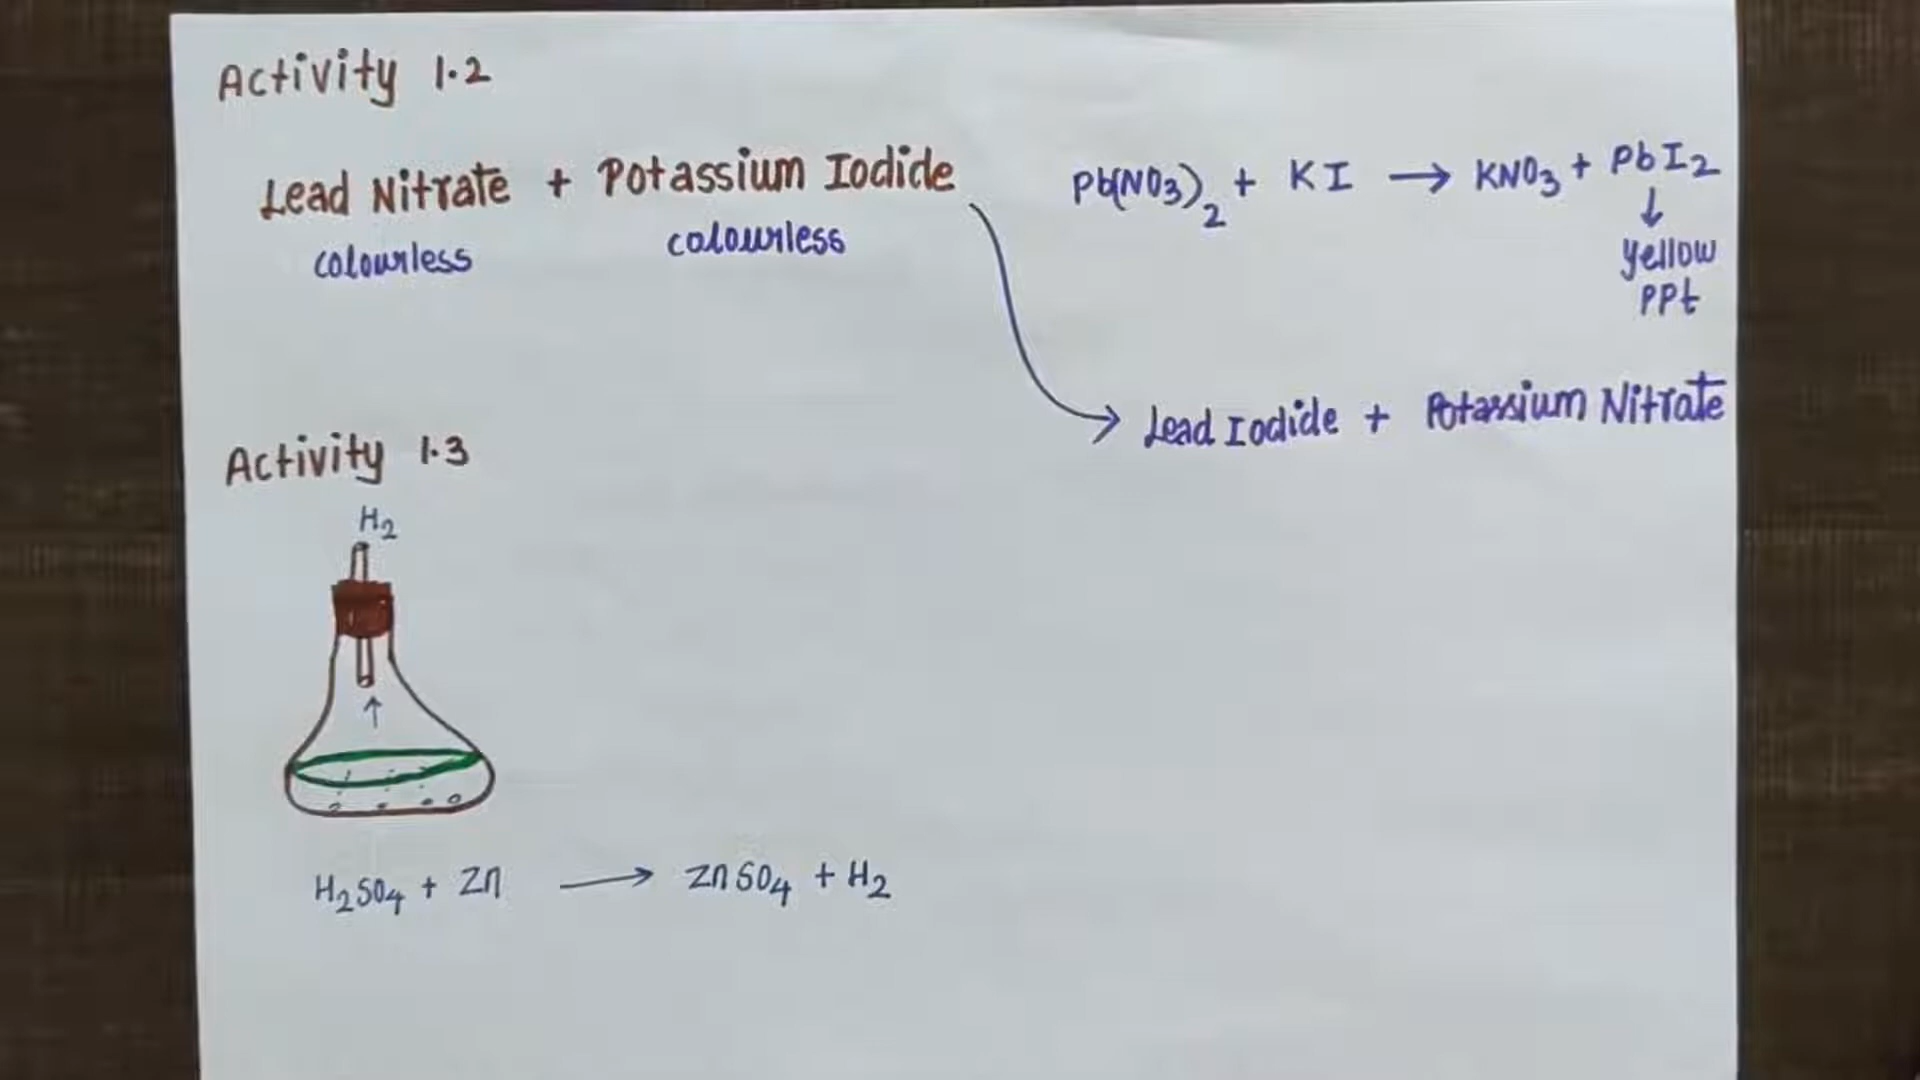 Activity 1.2
Lead Nitrate + Potassium Iodide
colourless colourless
Pb(NO3)2 + KI → KNO3 + PbI2
↓
Yellow
PPt
→ Lead Iodide + Potassium Nitrate
Activity 1.3
H2
↑
H2SO4 + Zn → ZnSO4 + H2